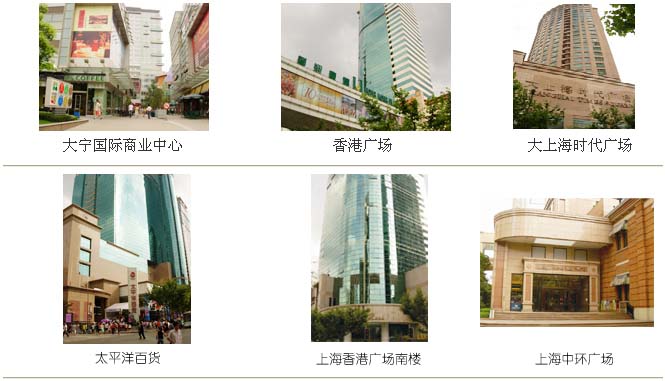 COFFEE
大宁国际商业中心
香港广场
大上海时代广场
太平洋百货
上海香港广场南楼
上海中环广场